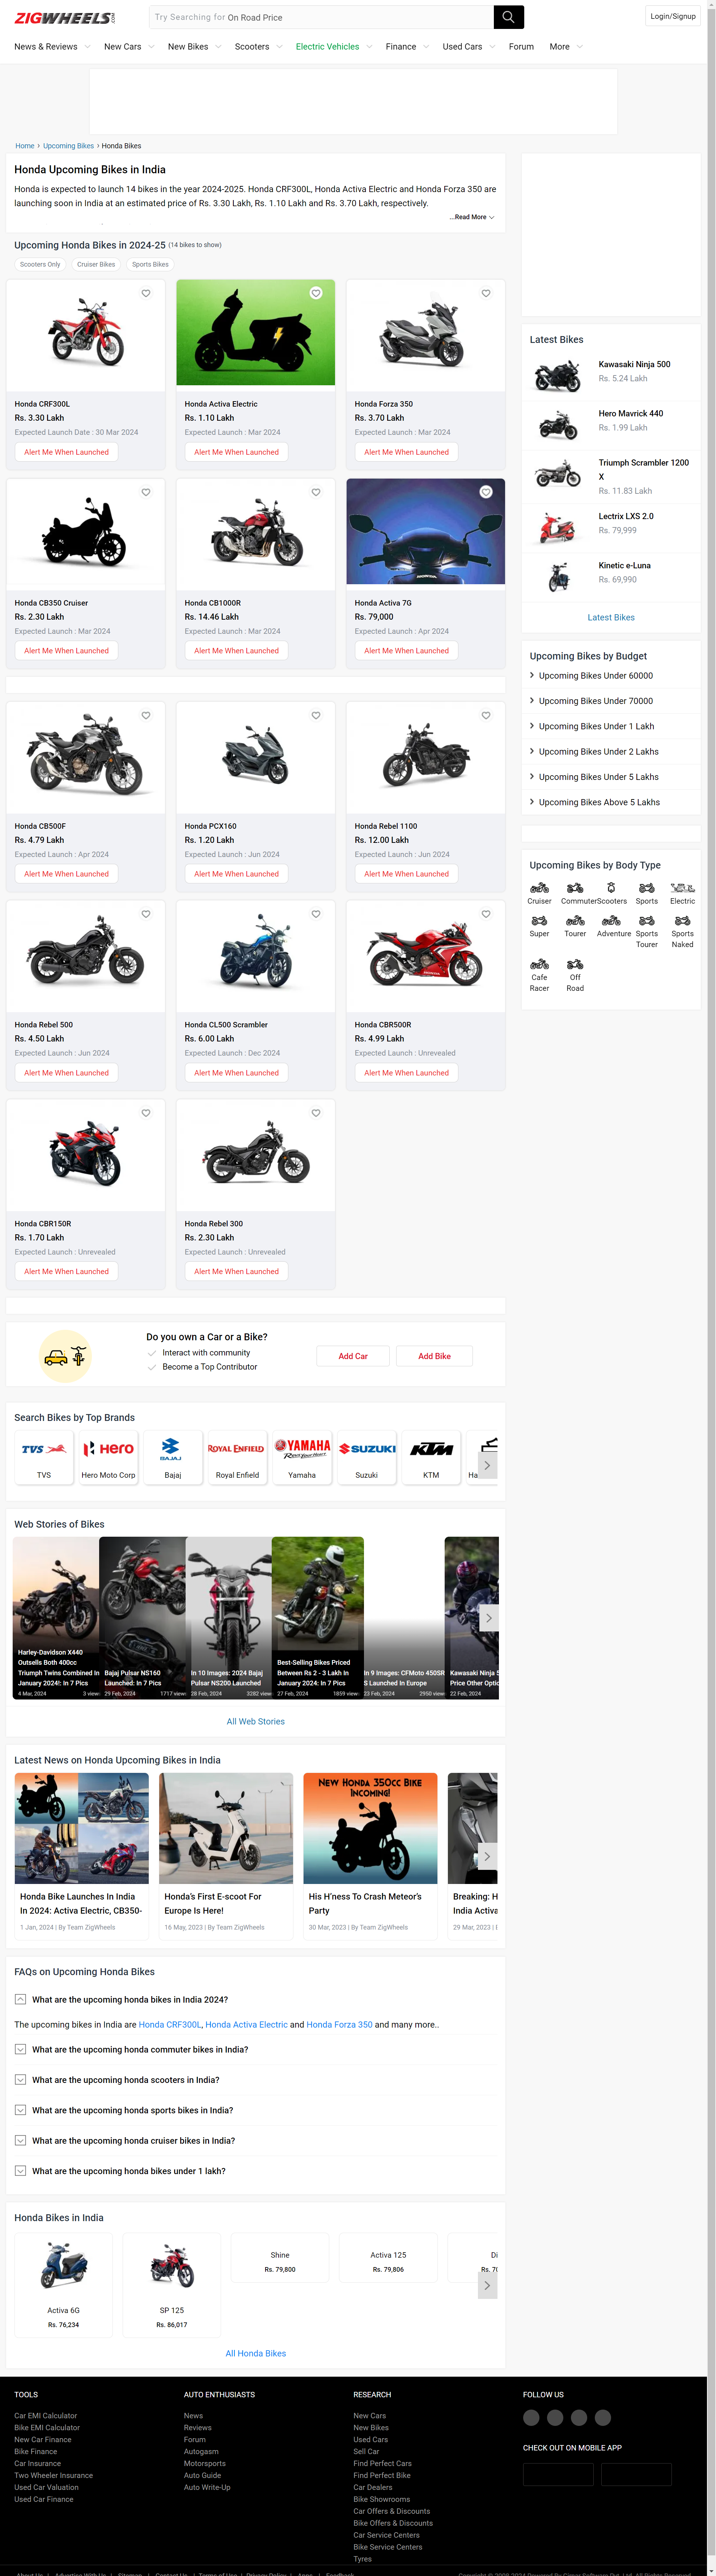 ZIGWHEELS.COM
Try Searching for On Road Price
Login/Signup
News & Reviews
New Cars
New Bikes
Scooters
Electric Vehicles
Finance
Used Cars
Forum
More
Home › Upcoming Bikes › Honda Bikes
Honda Upcoming Bikes in India
Honda is expected to launch 14 bikes in the year 2024-2025. Honda CRF300L, Honda Activa Electric and Honda Forza 350 are
launching soon in India at an estimated price of Rs. 3.30 Lakh, Rs. 1.10 Lakh and Rs. 3.70 Lakh, respectively.
...Read More
Upcoming Honda Bikes in 2024-25 (14 bikes to show)
Scooters Only
Cruiser Bikes
Sports Bikes
Honda CRF300L
Rs. 3.30 Lakh
Expected Launch Date : 30 Mar 2024
Alert Me When Launched
Honda Activa Electric
Rs. 1.10 Lakh
Expected Launch : Mar 2024
Alert Me When Launched
Honda Forza 350
Rs. 3.70 Lakh
Expected Launch : Mar 2024
Alert Me When Launched
Honda CB350 Cruiser
Rs. 2.30 Lakh
Expected Launch : Mar 2024
Alert Me When Launched
Honda CB1000R
Rs. 14.46 Lakh
Expected Launch : Mar 2024
Alert Me When Launched
HONDA
Honda Activa 7G
Rs. 79,000
Expected Launch : Apr 2024
Alert Me When Launched
Honda CB500F
Rs. 4.79 Lakh
Expected Launch : Apr 2024
Alert Me When Launched
Honda PCX160
Rs. 1.20 Lakh
Expected Launch : Jun 2024
Alert Me When Launched
Honda Rebel 1100
Rs. 12.00 Lakh
Expected Launch : Jun 2024
Alert Me When Launched
Honda Rebel 500
Rs. 4.50 Lakh
Expected Launch : Jun 2024
Alert Me When Launched
Honda CL500 Scrambler
Rs. 6.00 Lakh
Expected Launch : Dec 2024
Alert Me When Launched
Honda CBR500R
Rs. 4.99 Lakh
Expected Launch : Unrevealed
Alert Me When Launched
Honda CBR150R
Rs. 1.70 Lakh
Expected Launch : Unrevealed
Alert Me When Launched
Honda Rebel 300
Rs. 2.30 Lakh
Expected Launch : Unrevealed
Alert Me When Launched
Latest Bikes
Kawasaki Ninja 500
Rs. 5.24 Lakh
Hero Mavrick 440
Rs. 1.99 Lakh
Triumph Scrambler 1200
X
Rs. 11.83 Lakh
Lectrix LXS 2.0
Rs. 79,999
Kinetic e-Luna
Rs. 69,990
Latest Bikes
Upcoming Bikes by Budget
Upcoming Bikes Under 60000
Upcoming Bikes Under 70000
Upcoming Bikes Under 1 Lakh
Upcoming Bikes Under 2 Lakhs
Upcoming Bikes Under 5 Lakhs
Upcoming Bikes Above 5 Lakhs
Upcoming Bikes by Body Type
Cruiser
Commuter
Scooters
Sports
Electric
Super
Tourer
Adventure
Sports
Tourer
Sports
Naked
Cafe
Racer
Off
Road
Do you own a Car or a Bike?
Interact with community
Become a Top Contributor
Add Car
Add Bike
Search Bikes by Top Brands
TVS
TVS
Hero
Hero Moto Corp
BAJAJ
Bajaj
ROYAL ENFIELD
Royal Enfield
YAMAHA
Revs Your Heart
Yamaha
SUZUKI
Suzuki
KTM
KTM
Ha
Web Stories of Bikes
Harley-Davidson X440
Outsells Both 400cc
Triumph Twins Combined In
January 2024!: In 7 Pics
4 Mar, 2024
3 view
Bajaj Pulsar NS160
Launched: In 7 Pics
29 Feb, 2024
1717 view
In 10 Images: 2024 Bajaj
Pulsar NS200 Launched
28 Feb, 2024
3282 view
Best-Selling Bikes Priced
Between Rs 2 - 3 Lakh In
January 2024: In 7 Pics
27 Feb, 2024
1859 view
In 9 Images: CFMoto 450SR
S Launched In Europe
23 Feb, 2024
2950 view
Kawasaki Ninja 5
Price Other Optic
22 Feb, 2024
All Web Stories
Latest News on Honda Upcoming Bikes in India
Honda Bike Launches In India
In 2024: Activa Electric, CB350-
1 Jan, 2024 | By Team ZigWheels
Honda's First E-scoot For
Europe Is Here!
16 May, 2023 | By Team ZigWheels
NEW HONDA 350CC BIKE
INCOMING!
His H'ness To Crash Meteor's
Party
30 Mar, 2023 | By Team ZigWheels
Breaking: H
India Activa
29 Mar, 2023 |
FAQs on Upcoming Honda Bikes
What are the upcoming honda bikes in India 2024?
The upcoming bikes in India are Honda CRF300L, Honda Activa Electric and Honda Forza 350 and many more..
What are the upcoming honda commuter bikes in India?
What are the upcoming honda scooters in India?
What are the upcoming honda sports bikes in India?
What are the upcoming honda cruiser bikes in India?
What are the upcoming honda bikes under 1 lakh?
Honda Bikes in India
Activa 6G
Rs. 76,234
SP 125
Rs. 86,017
Shine
Rs. 79,800
Activa 125
Rs. 79,806
Di
Rs. 70
All Honda Bikes
TOOLS
Car EMI Calculator
Bike EMI Calculator
New Car Finance
Bike Finance
Car Insurance
Two Wheeler Insurance
Used Car Valuation
Used Car Finance
AUTO ENTHUSIASTS
News
Reviews
Forum
Autogasm
Motorsports
Auto Guide
Auto Write-Up
RESEARCH
New Cars
New Bikes
Used Cars
Sell Car
Find Perfect Cars
Find Perfect Bike
Car Dealers
Bike Showrooms
Car Offers & Discounts
Bike Offers & Discounts
Car Service Centers
Bike Service Centers
Tyres
FOLLOW US
CHECK OUT ON MOBILE APP